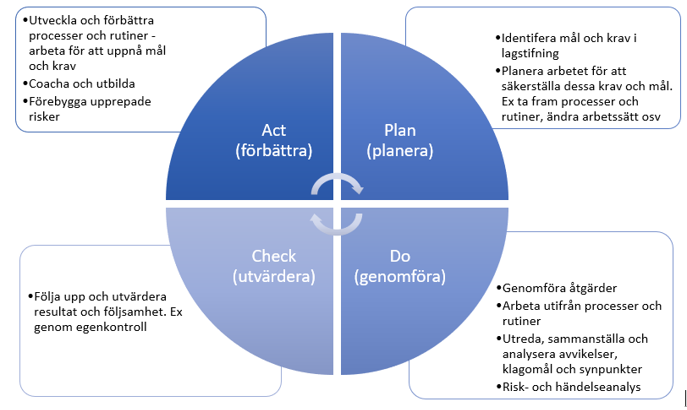 •Utveckla och förbättra
processer och rutiner -
arbeta för att uppnå mål
och krav
•Coacha och utbilda
•Förebygga upprepade
risker
•Identifera mål och krav i
lagstifning
•Planera arbetet för att
säkerställa dessa krav och mål.
Ex ta fram processer och
rutiner, ändra arbetssätt osv
Act
(förbättra)
Plan
(planera)
Check
(utvärdera)
Do
(genomföra)
•Följa upp och utvärdera
resultat och följsamhet. Ex
genom egenkontroll
•Genomföra åtgärder
•Arbeta utifrån processer och
rutiner
•Utreda, sammanställa och
analysera avvikelser,
klagomål och synpunkter
•Risk- och händelseanalys